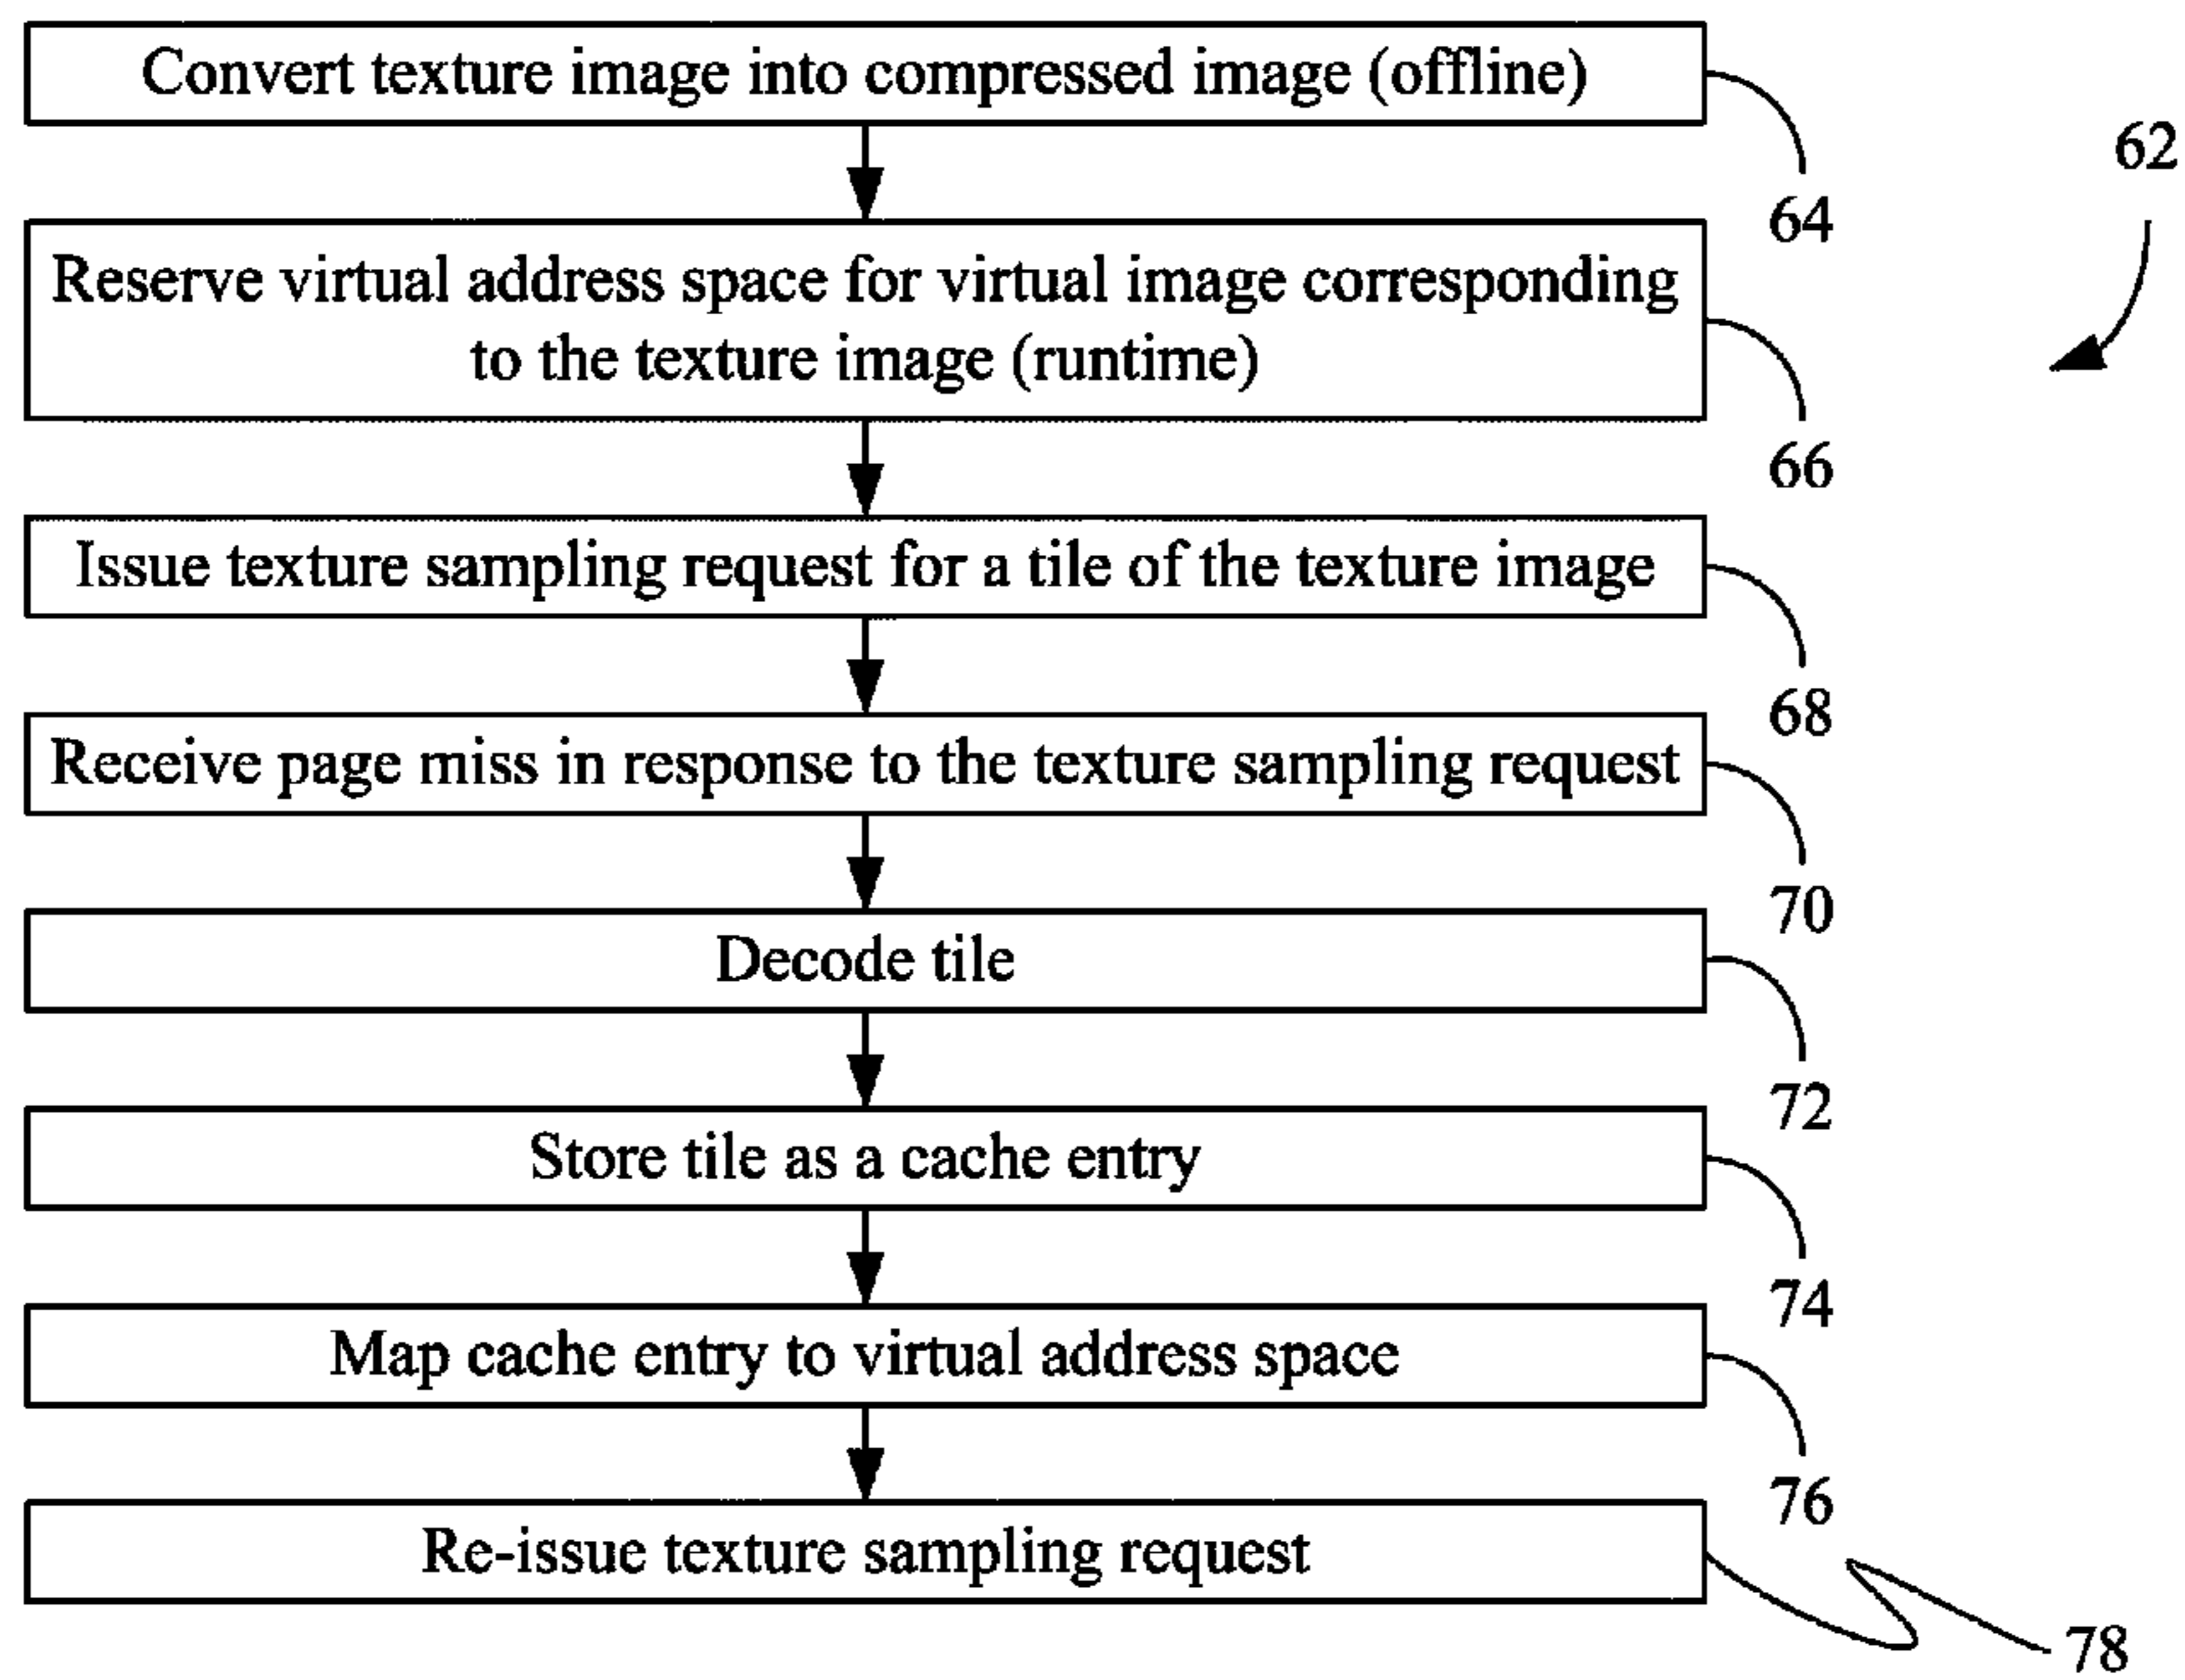 Convert texture image into compressed image (offline)
62
64
Reserve virtual address space for virtual image corresponding
to the texture image (runtime)
66
Issue texture sampling request for a tile of the texture image
68
Receive page miss in response to the texture sampling request
70
Decode tile
72
Store tile as a cache entry
74
Map cache entry to virtual address space
76
Re-issue texture sampling request
78